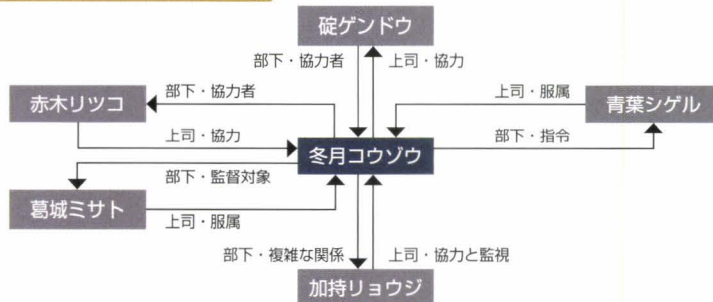 碇ゲンドウ
部下・協力者
上司・協力
赤木リツコ
部下・協力者
上司・服属
青葉シゲル
上司・協力
冬月コウゾウ
部下・指令
部下・監督対象
葛城ミサト
上司・服属
部下・複雑な関係
上司・協力と監視
加持リョウジ